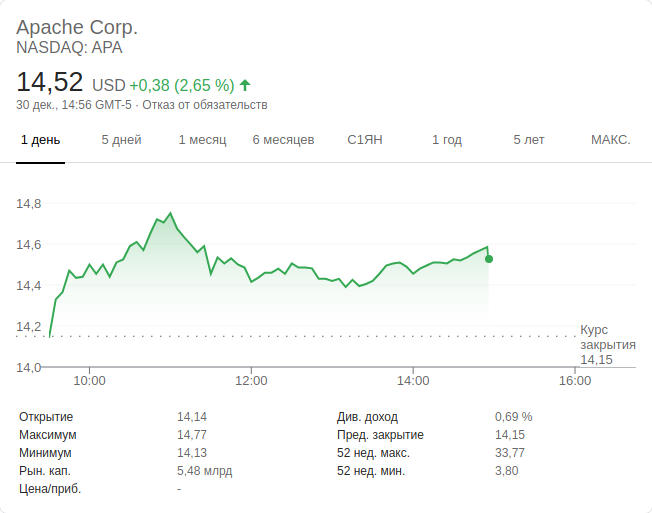 Apache Corp.
NASDAQ: APA
14,52 USD +0,38 (2,65 %)
30 дек., 14:56 GMT-5 · Отказ от обязательств
1 день 5 дней 1 месяц 6 месяцев С1ЯН 1 год 5 лет МАКС.
14,8
14,6
14,4
14,2
14,0
Курс
закрытия
14,15
10:00 12:00 14:00 16:00
Открытие 14,14 Див. доход 0,69 %
Максимум 14,77 Пред. закрытие 14,15
Минимум 14,13 52 нед. макс. 33,77
Рын. кап. 5,48 млрд 52 нед. мин. 3,80
Цена/приб. -